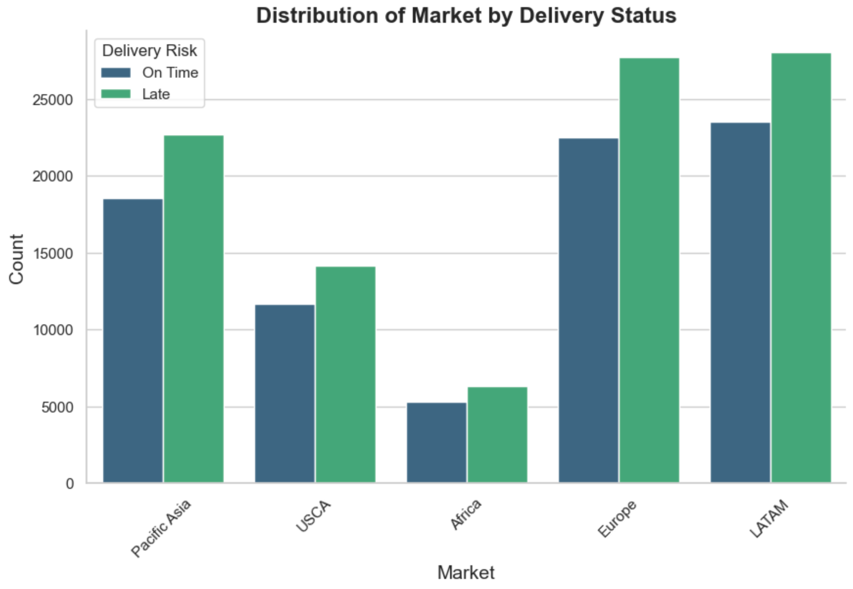 Distribution of Market by Delivery Status
Delivery Risk
On Time
Late
25000
20000
15000
10000
5000
0
Count
Pacific Asia
USCA
Africa
Europe
LATAM
Market